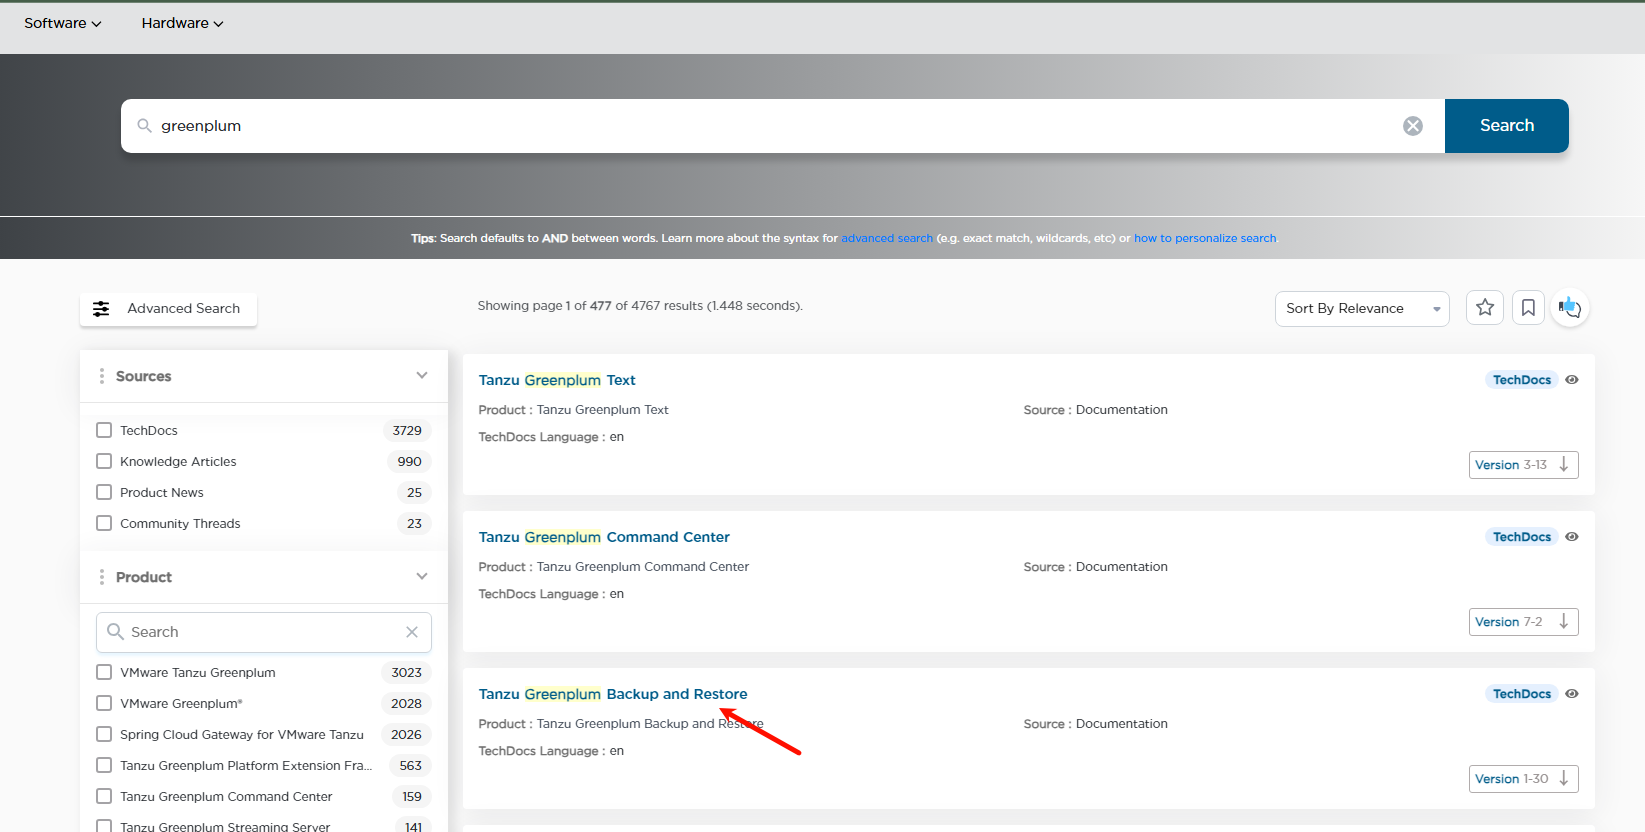 Software Hardware
greenplum Search
Tips: Search defaults to AND between words. Learn more about the syntax for advanced search (e.g. exact match, wildcards, etc) or how to personalize search.
Advanced Search
Showing page 1 of 477 of 4767 results (1.448 seconds).
Sort By Relevance
Sources
TechDocs 3729
Knowledge Articles 990
Product News 25
Community Threads 23
Product
Search
VMware Tanzu Greenplum 3023
VMware Greenplum® 2028
Spring Cloud Gateway for VMware Tanzu 2026
Tanzu Greenplum Platform Extension Fra... 563
Tanzu Greenplum Command Center 159
Tanzu Greenplum Streaming Server 141
Tanzu Greenplum Text TechDocs
Product : Tanzu Greenplum Text Source : Documentation
TechDocs Language : en
Version 3-13
Tanzu Greenplum Command Center TechDocs
Product : Tanzu Greenplum Command Center Source : Documentation
TechDocs Language : en
Version 7-2
Tanzu Greenplum Backup and Restore TechDocs
Product : Tanzu Greenplum Backup and Restore Source : Documentation
TechDocs Language : en
Version 1-30